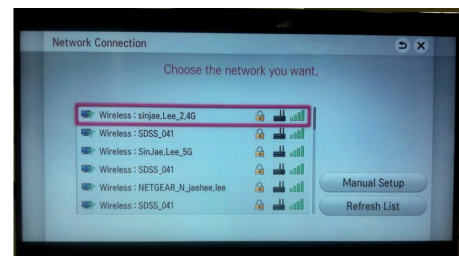 Network Connection
Choose the network you want.
Wireless : sinjae,Lee_2,4G
Wireless : SDSS_041
Wireless : SinJae,Lee_5G
Wireless : SDSS_041
Wireless : NETGEAR_N_jaehee,lee
Wireless : SDSS_041
Manual Setup
Refresh List